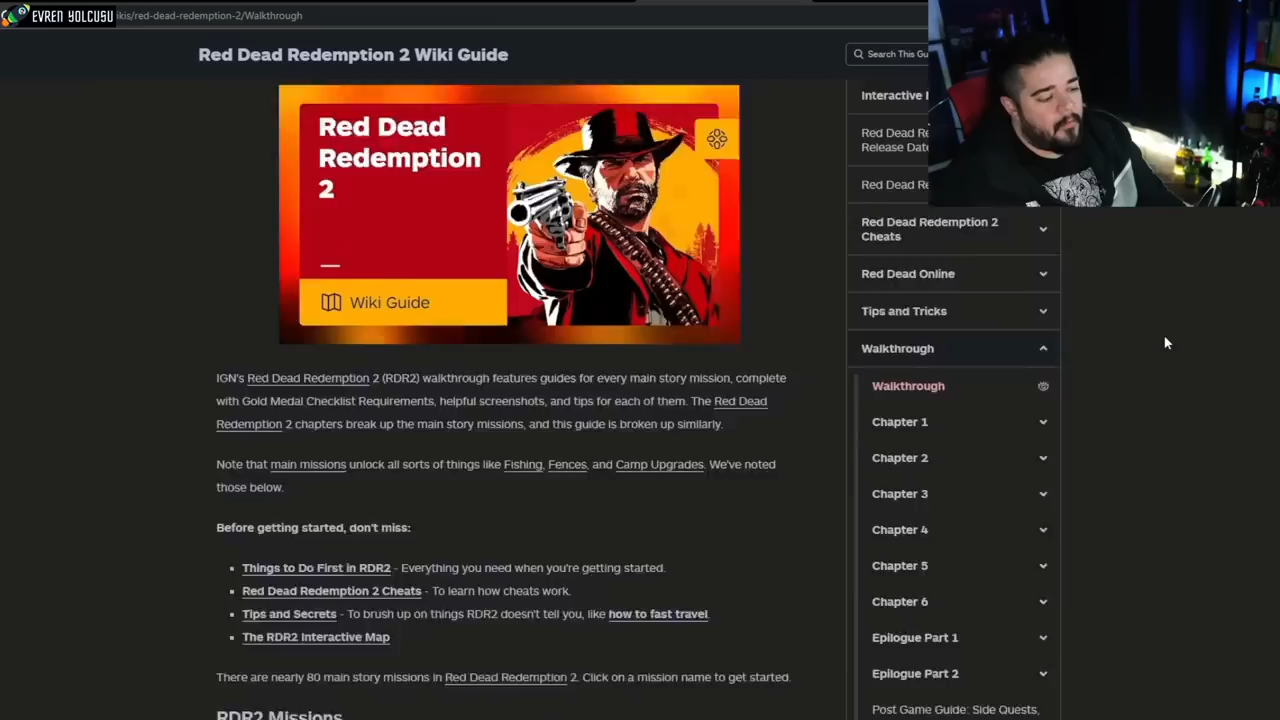 EVREN YOLCUSU
kis/red-dead-redemption-2/Walkthrough
Red Dead Redemption 2 Wiki Guide
Search This Gu
Red Dead
Redemption
2
Wiki Guide
IGN's Red Dead Redemption 2 (RDR2) walkthrough features guides for every main story mission, complete
with Gold Medal Checklist Requirements, helpful screenshots, and tips for each of them. The Red Dead
Redemption 2 chapters break up the main story missions, and this guide is broken up similarly.
Note that main missions unlock all sorts of things like Fishing, Fences, and Camp Upgrades. We've noted
those below.
Before getting started, don't miss:
Things to Do First in RDR2 - Everything you need when you're getting started.
Red Dead Redemption 2 Cheats - To learn how cheats work.
Tips and Secrets - To brush up on things RDR2 doesn't tell you, like how to fast travel.
The RDR2 Interactive Map
There are nearly 80 main story missions in Red Dead Redemption 2. Click on a mission name to get started.
RDR2 Missions
Interactive
Red Dead Re
Release Date
Red Dead Re
Red Dead Redemption 2
Cheats
Red Dead Online
Tips and Tricks
Walkthrough
Walkthrough
Chapter 1
Chapter 2
Chapter 3
Chapter 4
Chapter 5
Chapter 6
Epilogue Part 1
Epilogue Part 2
Post Game Guide: Side Quests,